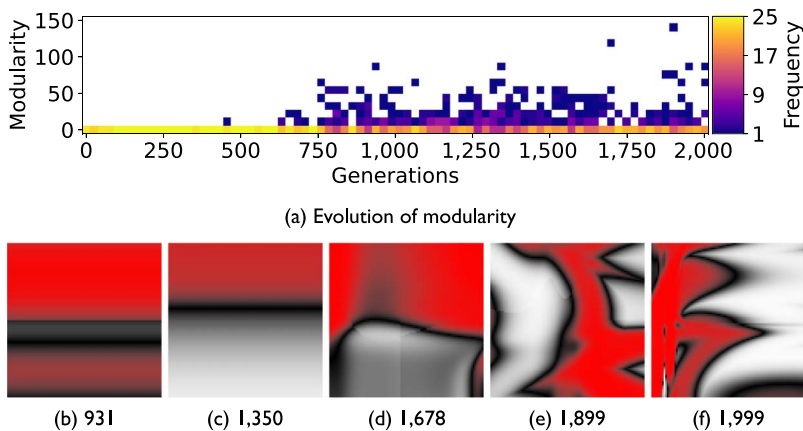 150
100
50
0
Modularity
0 250 500 750 1,000 1,250 1,500 1,750 2,000
Generations
25
17
9
1
Frequency
(a) Evolution of modularity
(b) 931 (c) 1,350 (d) 1,678 (e) 1,899 (f) 1,999